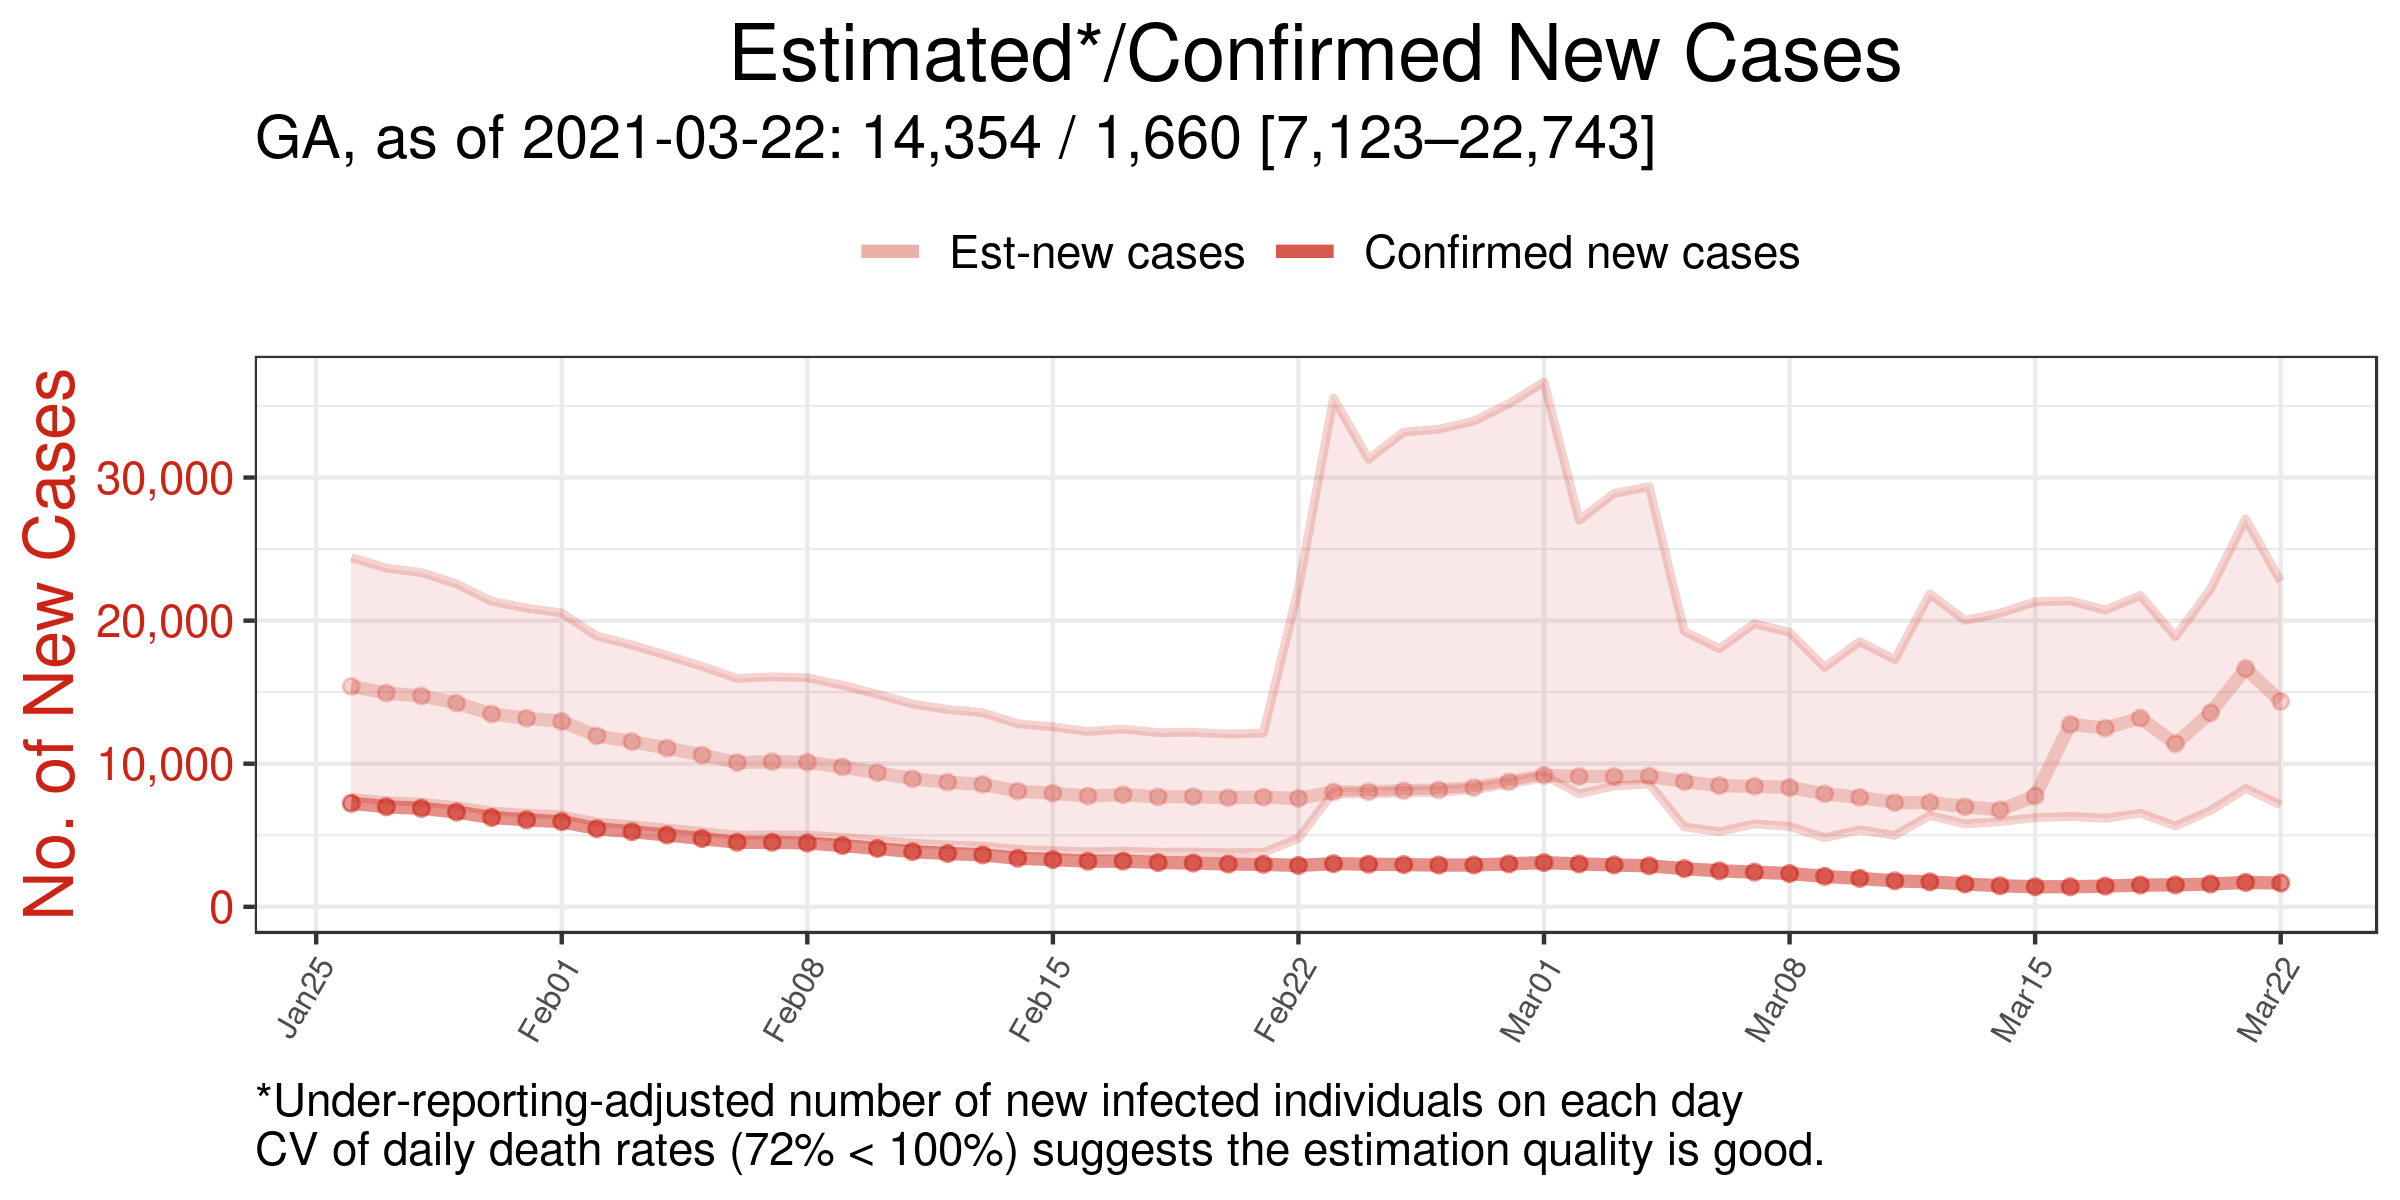 Estimated*/Confirmed New Cases
GA, as of 2021-03-22: 14,354 / 1,660 [7,123–22,743]
Est-new cases
Confirmed new cases
No. of New Cases
30,000
20,000
10,000
0
Jan25
Feb01
Feb08
Feb15
Feb22
Mar01
Mar08
Mar15
Mar22
*Under-reporting-adjusted number of new infected individuals on each day
CV of daily death rates (72% < 100%) suggests the estimation quality is good.